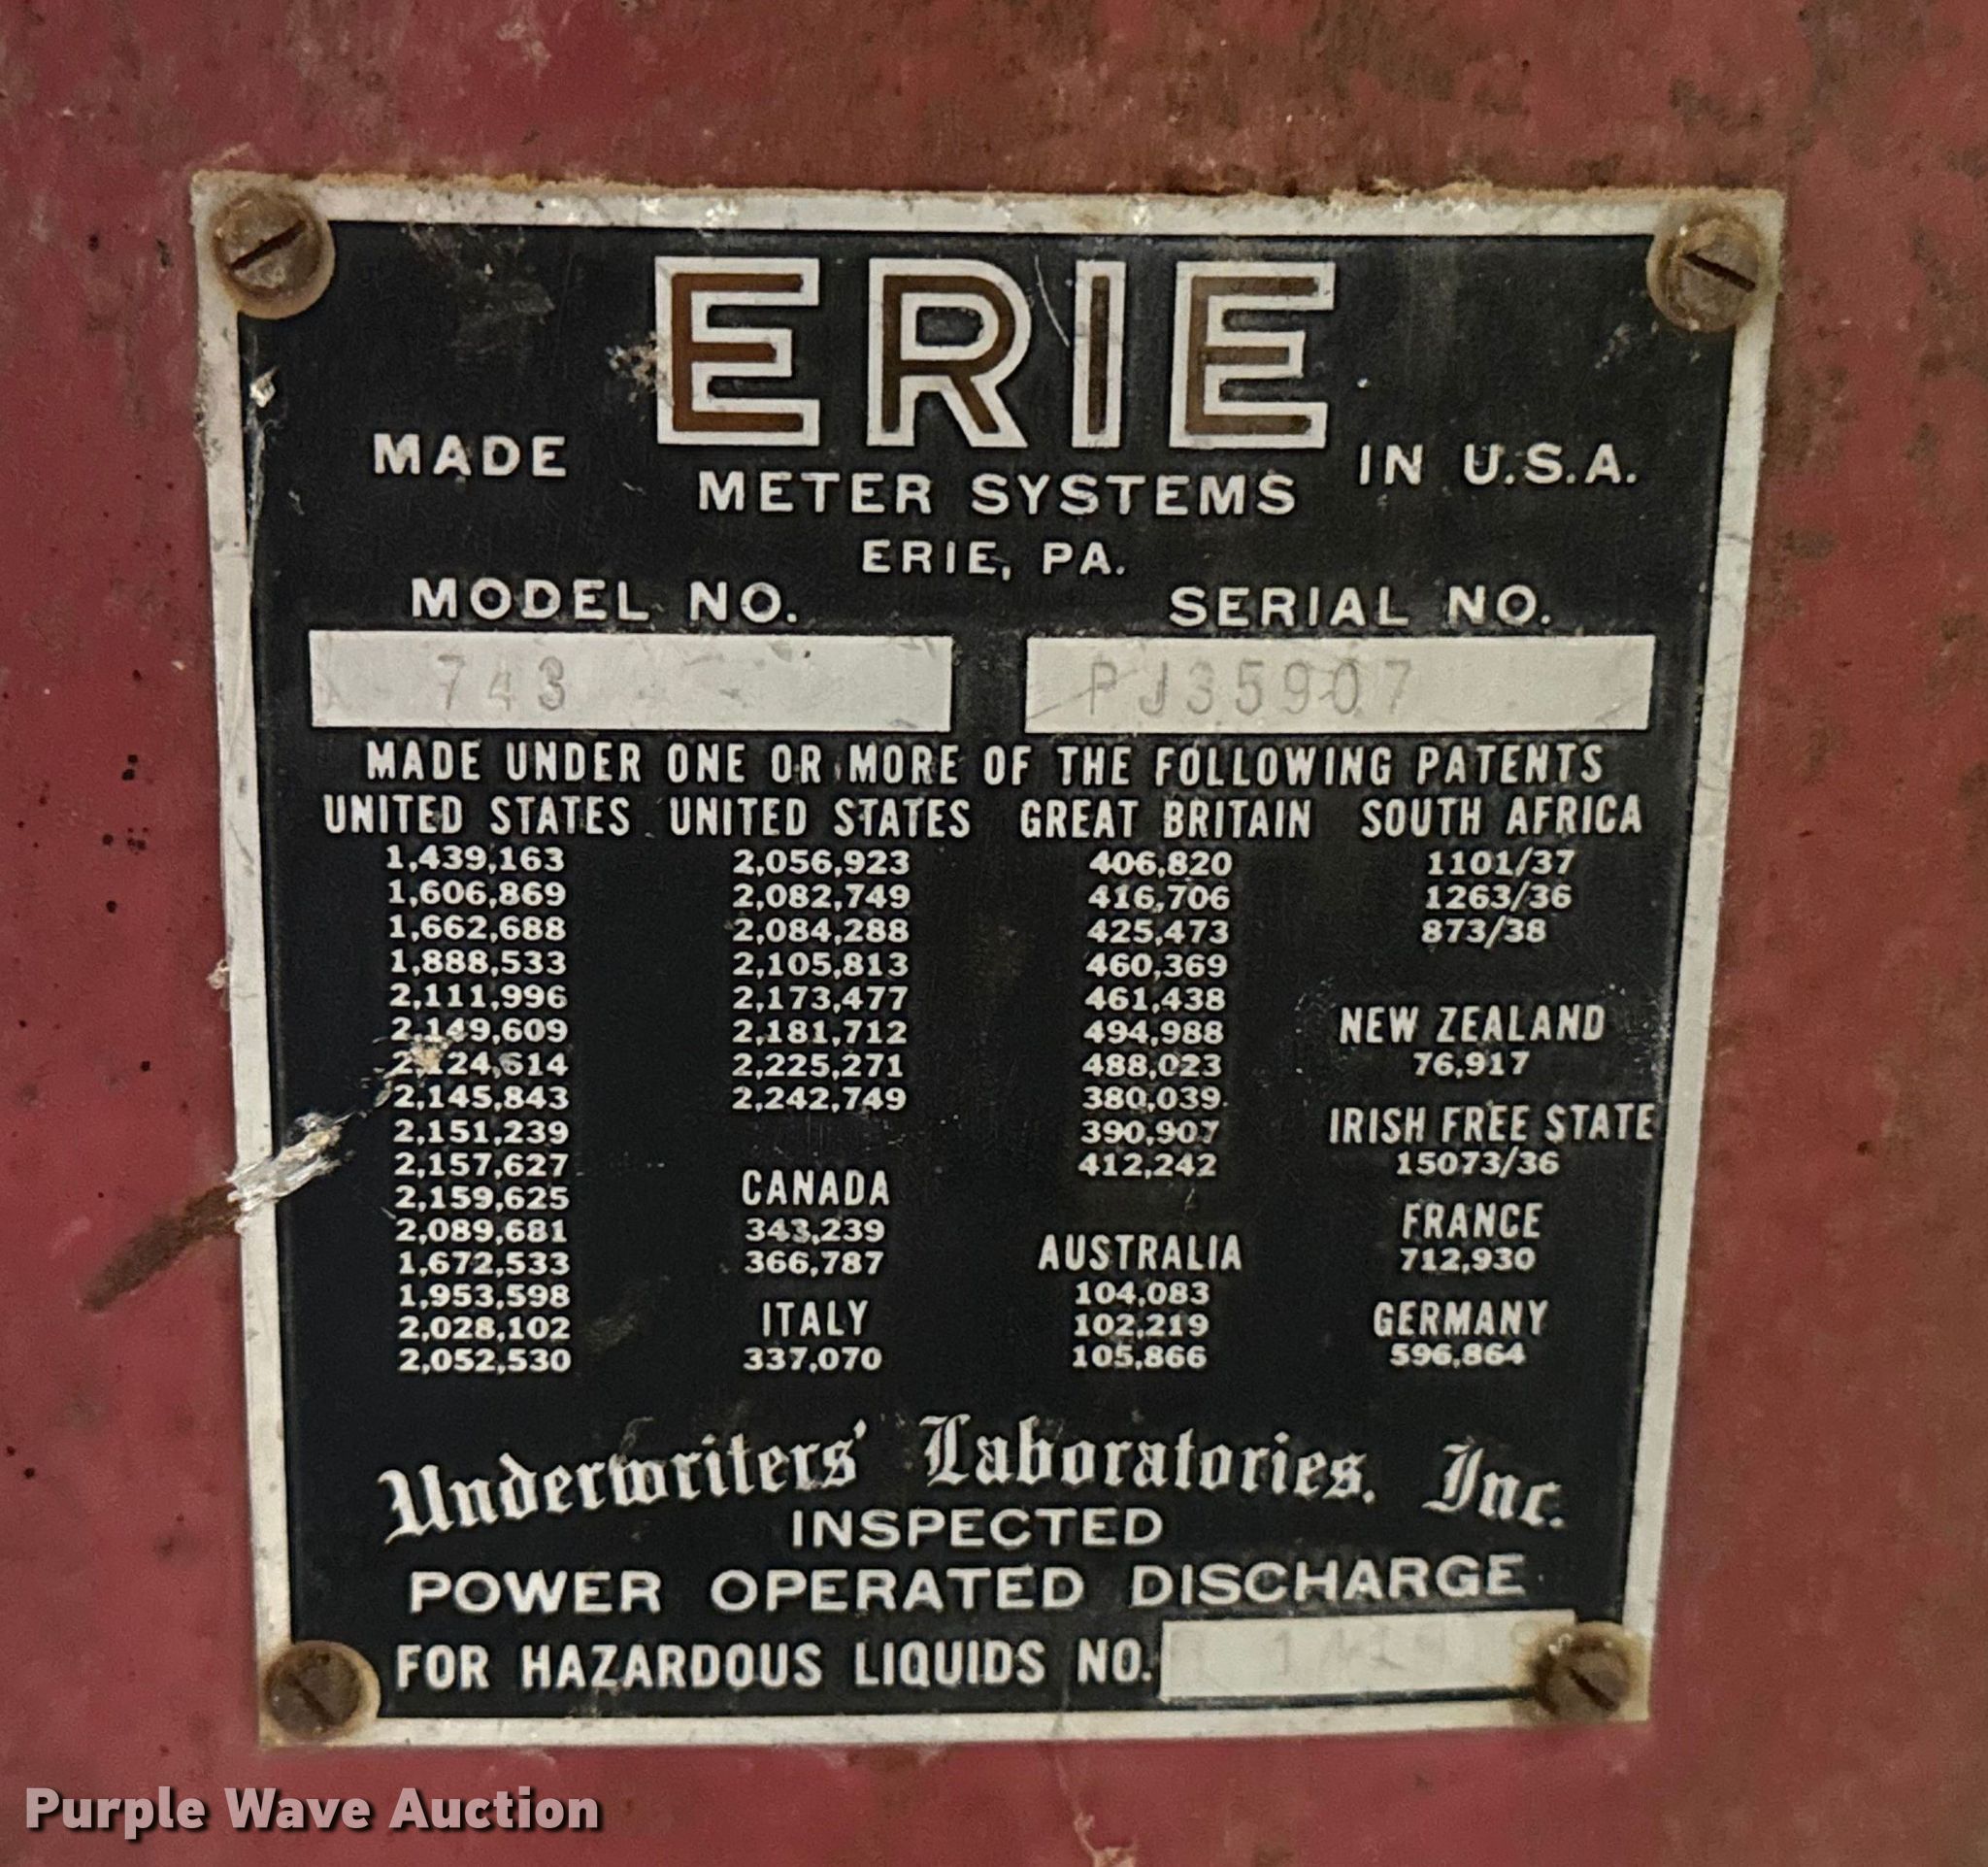 ERIE
MADE
IN U.S.A.
METER SYSTEMS
ERIE, PA.
MODEL NO.
SERIAL NO.
743
PJ35907
MADE UNDER ONE OR MORE OF THE FOLLOWING PATENTS
UNITED STATES
1,439,163
1,606,869
1,662,688
1,888,533
2,111,996
2,149,609
2,124,614
2,145,843
2,151,239
2,157,627
2,159,625
2,089,681
1,672,533
1,953,598
2,028,102
2,052,530
UNITED STATES
2,056,923
2,082,749
2,084,288
2,105,813
2,173,477
2,181,712
2,225,271
2,242,749
CANADA
343,239
366,787
ITALY
337,070
GREAT BRITAIN
406,820
416,706
425,473
460,369
461,438
494,988
488,023
380,039
390,907
412,242
AUSTRALIA
104,083
102,219
105,866
SOUTH AFRICA
1101/37
1263/36
873/38
NEW ZEALAND
76,917
IRISH FREE STATE
15073/36
FRANCE
712,930
GERMANY
596,864
Underwriters' Laboratories, Inc.
INSPECTED
POWER OPERATED DISCHARGE
FOR HAZARDOUS LIQUIDS NO.
Purple Wave Auction